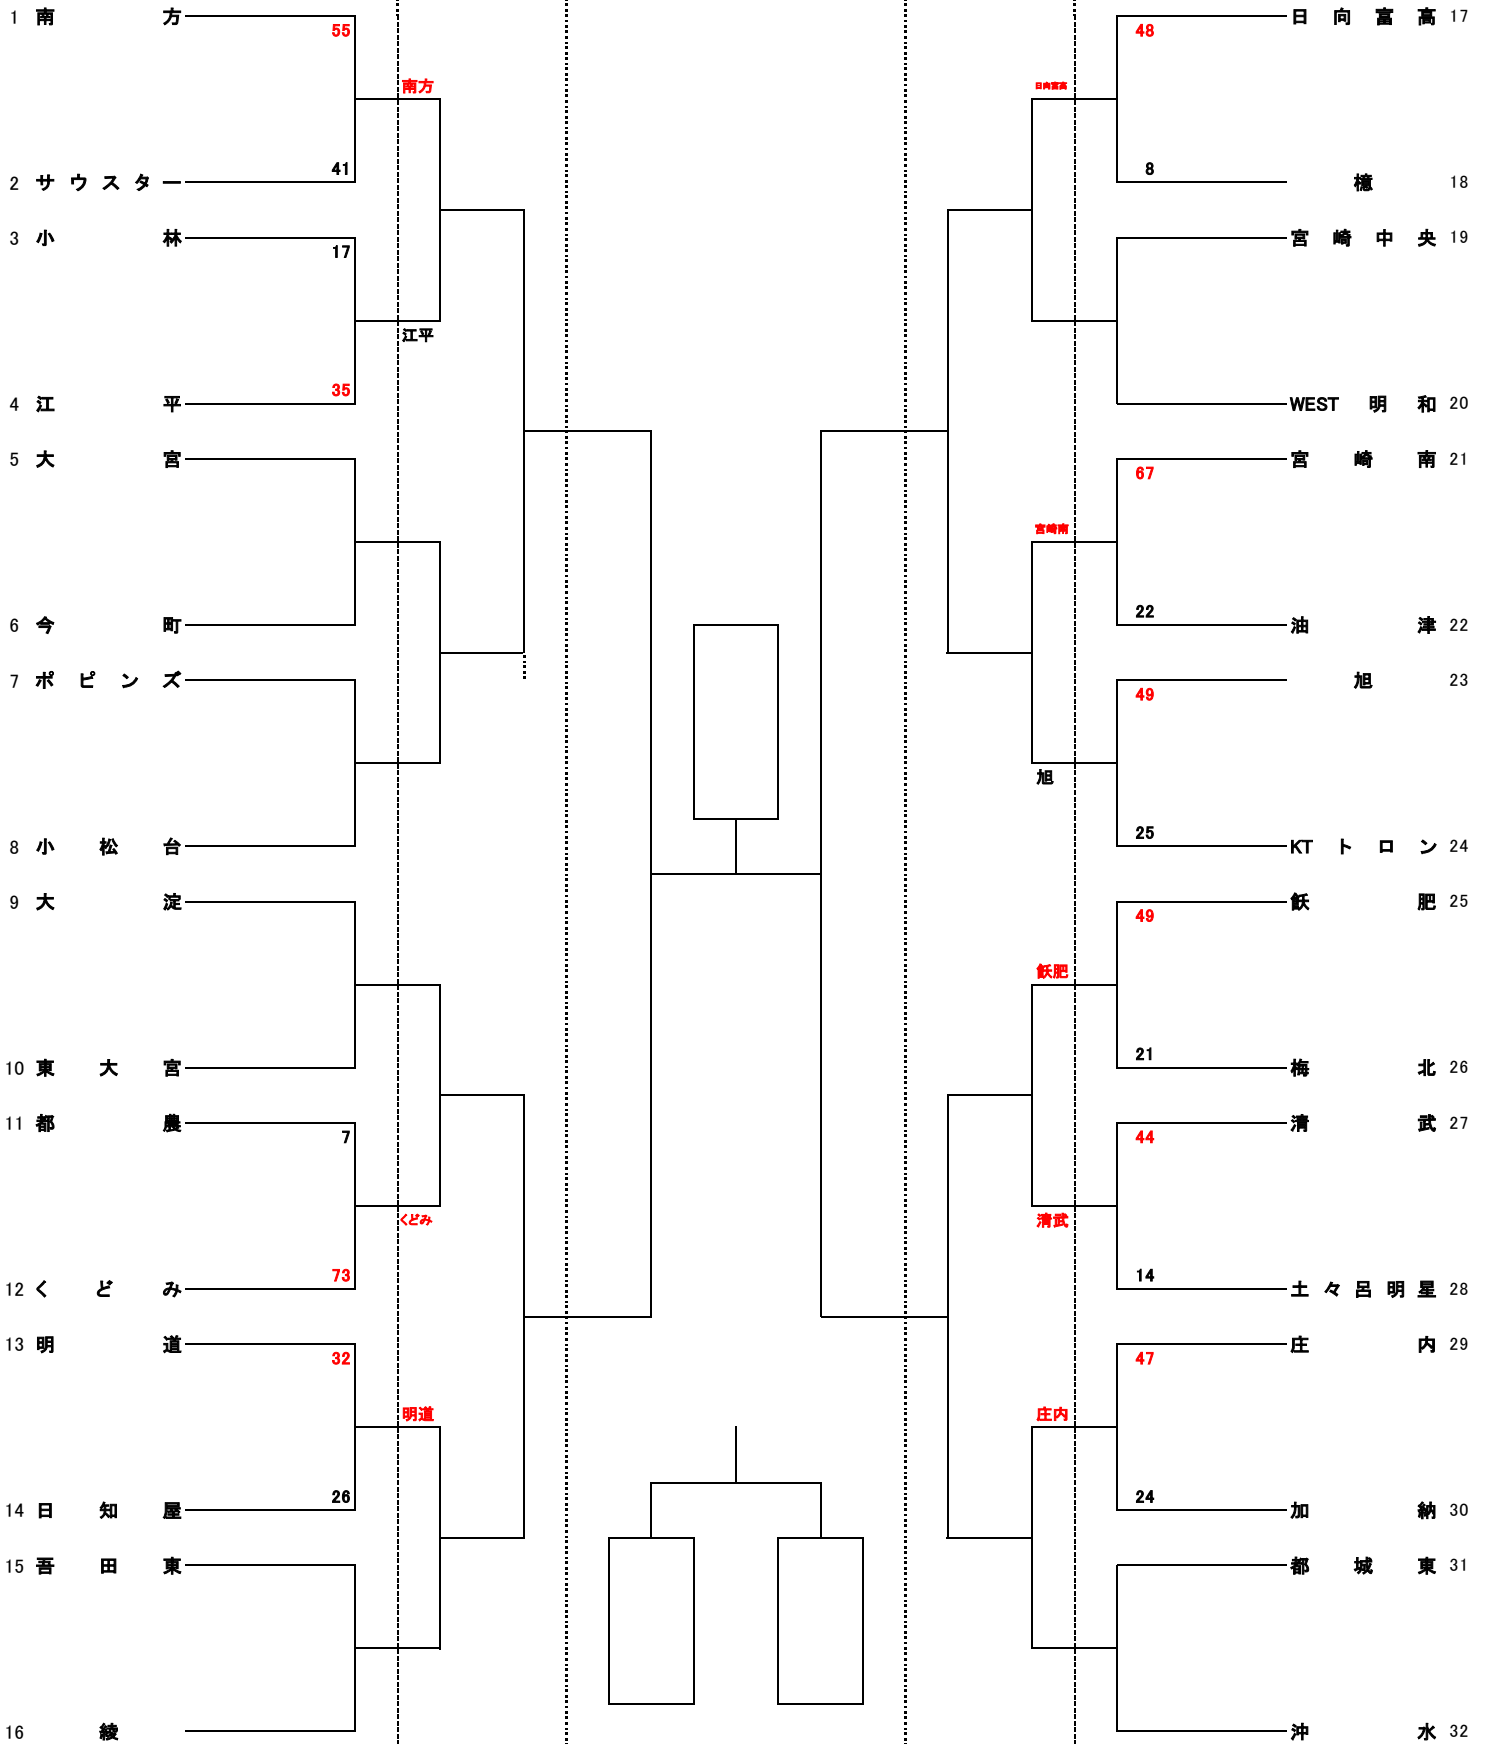 1 南方 55 48 日向富高 17
南方 日向富高
2 サウスター 41 8 檍 18
3 小林 17 宮崎中央 19
江平
4 江平 35 WEST 明和 20
5 大宮 67 宮崎南 21
宮崎南
6 今町 22 油津 22
7 ポピンズ 49 旭 23
旭
8 小松台 25 KTトロン 24
9 大淀 49 飫肥 25
飫肥
10 東大宮 21 梅北 26
11 都農 7 44 清武 27
くどみ 清武
12 くどみ 73 14 土々呂明星 28
13 明道 32 47 庄内 29
明道 庄内
14 日知屋 26 24 加納 30
15 吾田東 都城東 31
16 綾 沖水 32